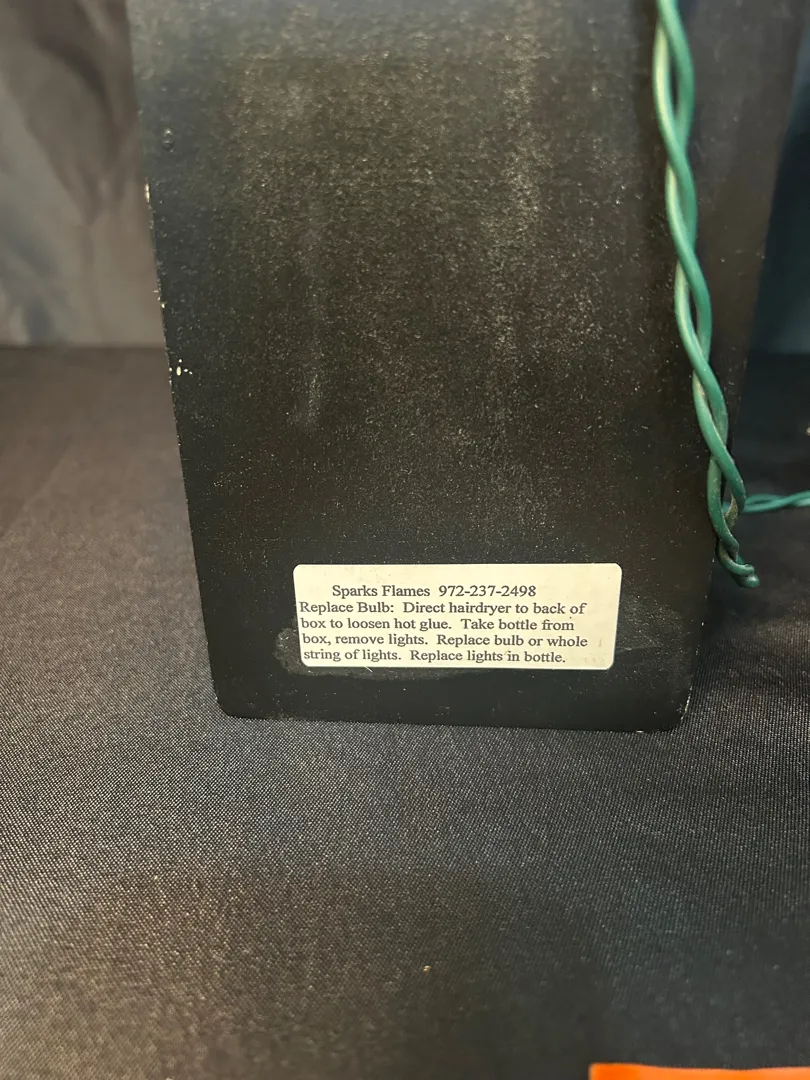 Sparks Flames 972-237-2498
Replace Bulb: Direct hairdryer to back of
box to loosen hot glue. Take bottle from
box, remove lights. Replace bulb or whole
string of lights. Replace lights in bottle.